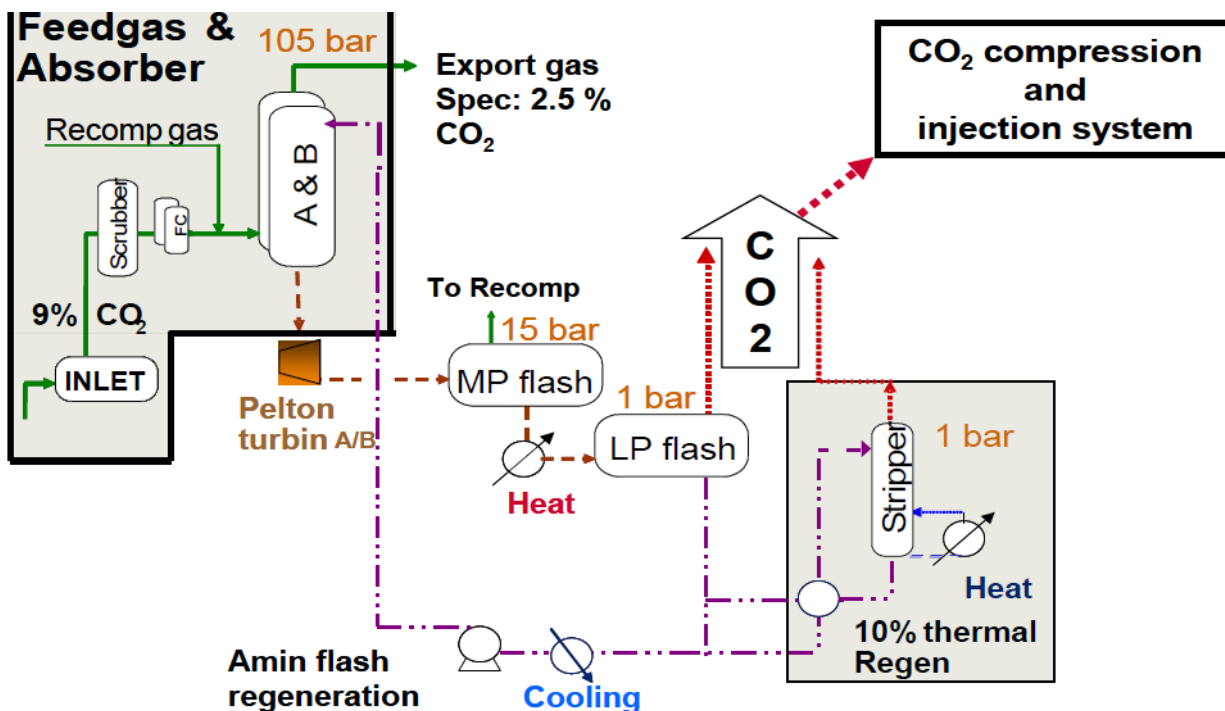 Feedgas &
Absorber
105 bar
Export gas
Spec: 2.5 %
CO₂
Recomp gas
Scrubber
FC
A & B
9% CO₂
INLET
Pelton
turbin A/B
To Recomp
15 bar
MP flash
Heat
1 bar
LP flash
C
O
2
CO₂ compression
and
injection system
Stripper
1 bar
Heat
10% thermal
Regen
Amin flash
regeneration
Cooling